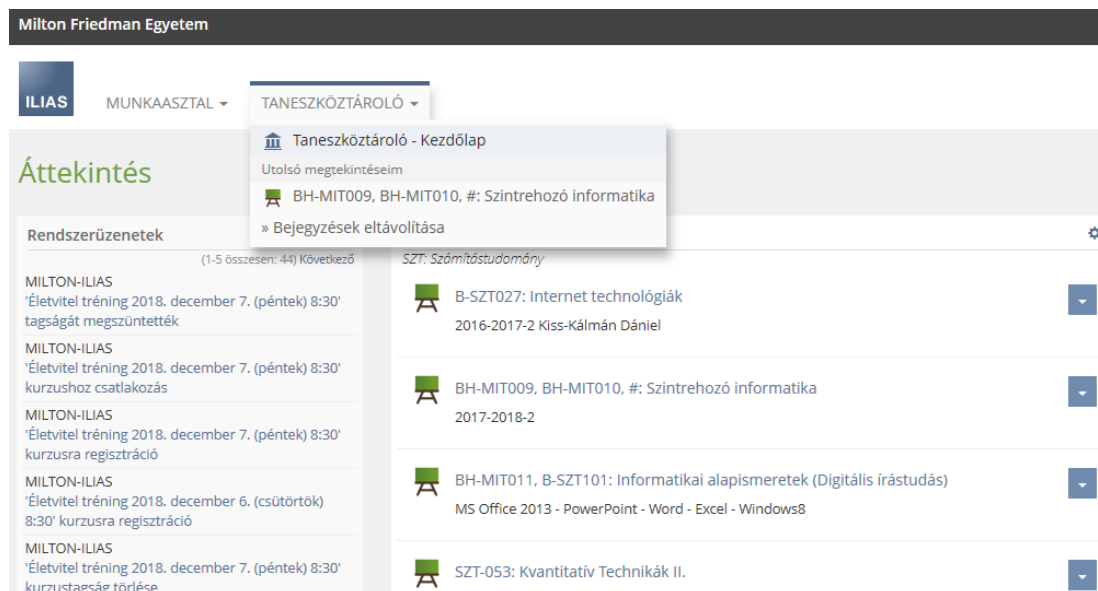 Milton Friedman Egyetem
ILIAS
MUNKAASZTAL
TANESZKÖZTÁROLÓ
Taneszköztároló - Kezdőlap
Utolsó megtekintéseim
BH-MIT009, BH-MIT010, #: Szintrehozó informatika
» Bejegyzések eltávolítása
Áttekintés
Rendszerüzenetek
(1-5 összesen: 44) Következő
MILTON-ILIAS
'Életvitel tréning 2018. december 7. (péntek) 8:30'
tagságát megszüntették
MILTON-ILIAS
'Életvitel tréning 2018. december 7. (péntek) 8:30'
kurzushoz csatlakozás
MILTON-ILIAS
'Életvitel tréning 2018. december 7. (péntek) 8:30'
kurzusra regisztráció
MILTON-ILIAS
'Életvitel tréning 2018. december 6. (csütörtök)
8:30' kurzusra regisztráció
MILTON-ILIAS
'Életvitel tréning 2018. december 7. (péntek) 8:30'
kurzustagság törlése
SZT: Számítástudomány
B-SZT027: Internet technológiák
2016-2017-2 Kiss-Kálmán Dániel
BH-MIT009, BH-MIT010, #: Szintrehozó informatika
2017-2018-2
BH-MIT011, B-SZT101: Informatikai alapismeretek (Digitális írástudás)
MS Office 2013 - PowerPoint - Word - Excel - Windows8
SZT-053: Kvantitatív Technikák II.